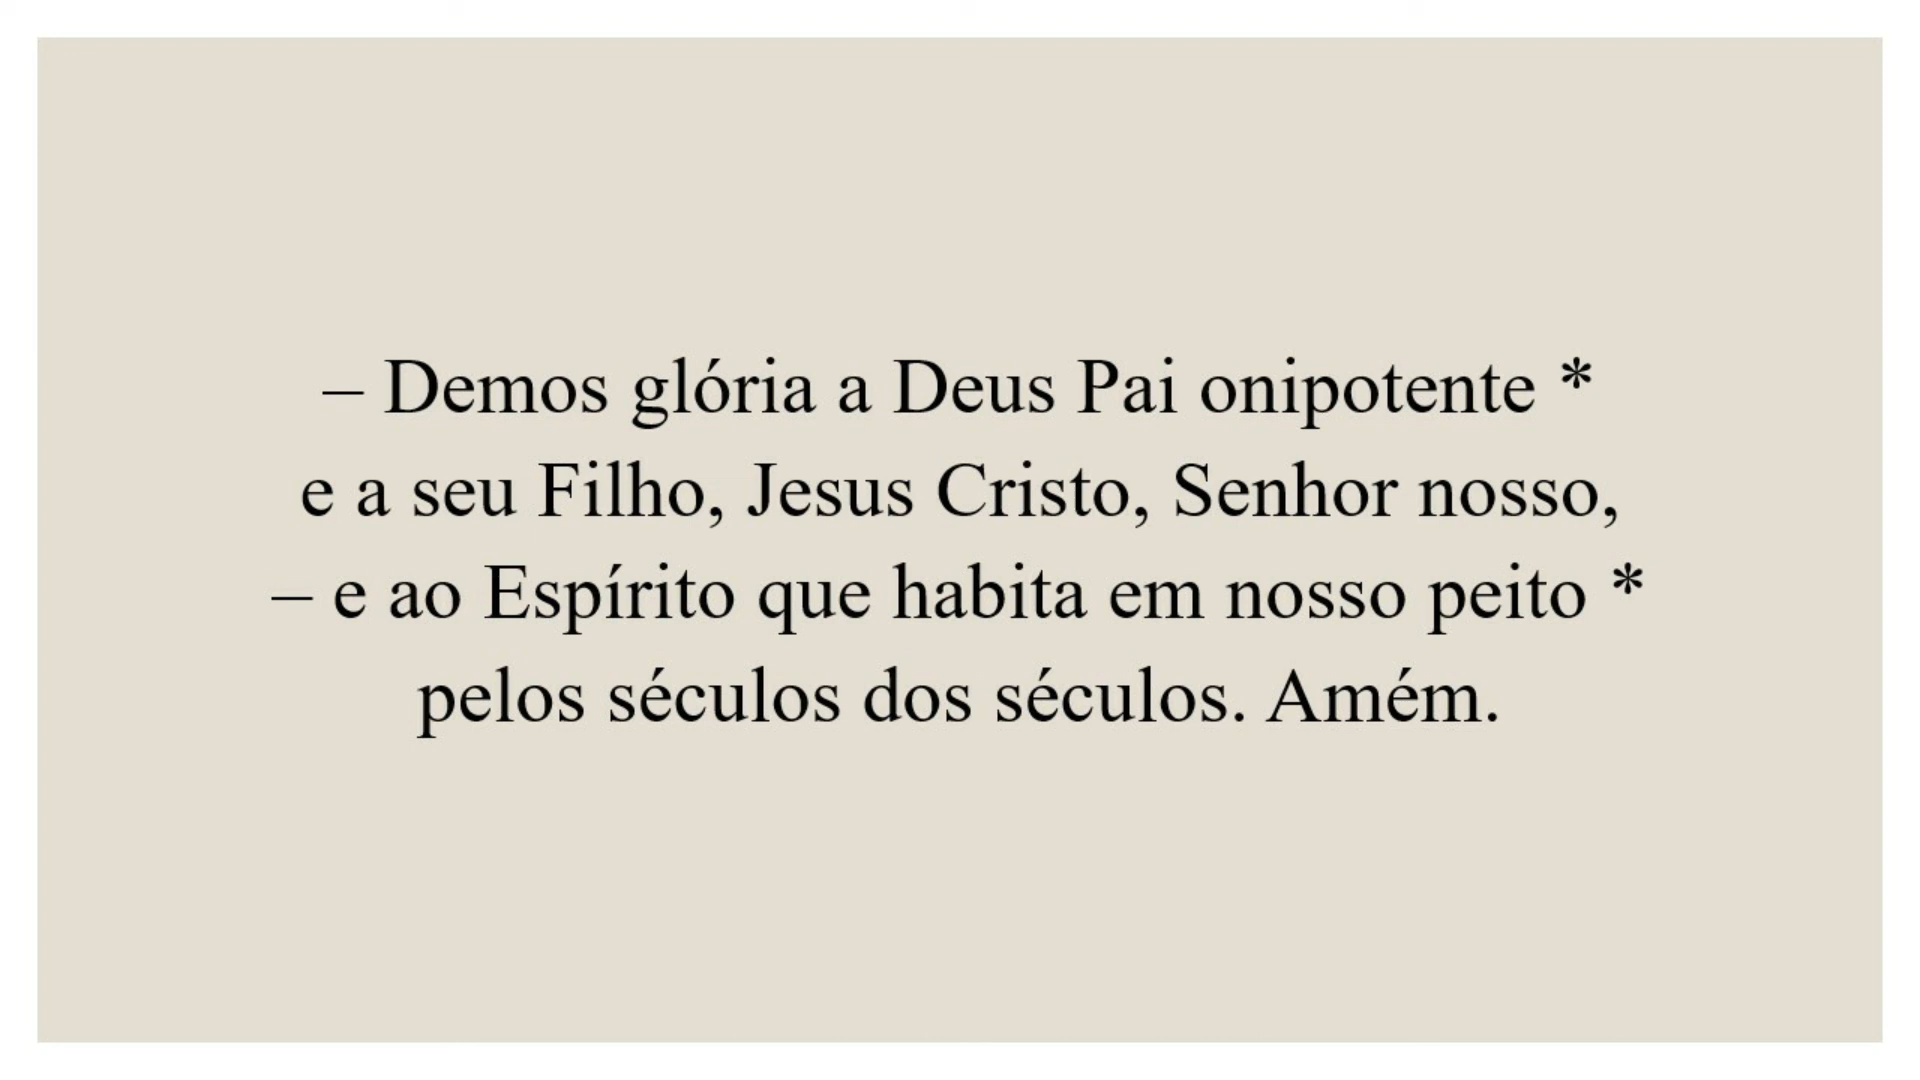 – Demos glória a Deus Pai onipotente *
e a seu Filho, Jesus Cristo, Senhor nosso,
– e ao Espírito que habita em nosso peito *
pelos séculos dos séculos. Amém.